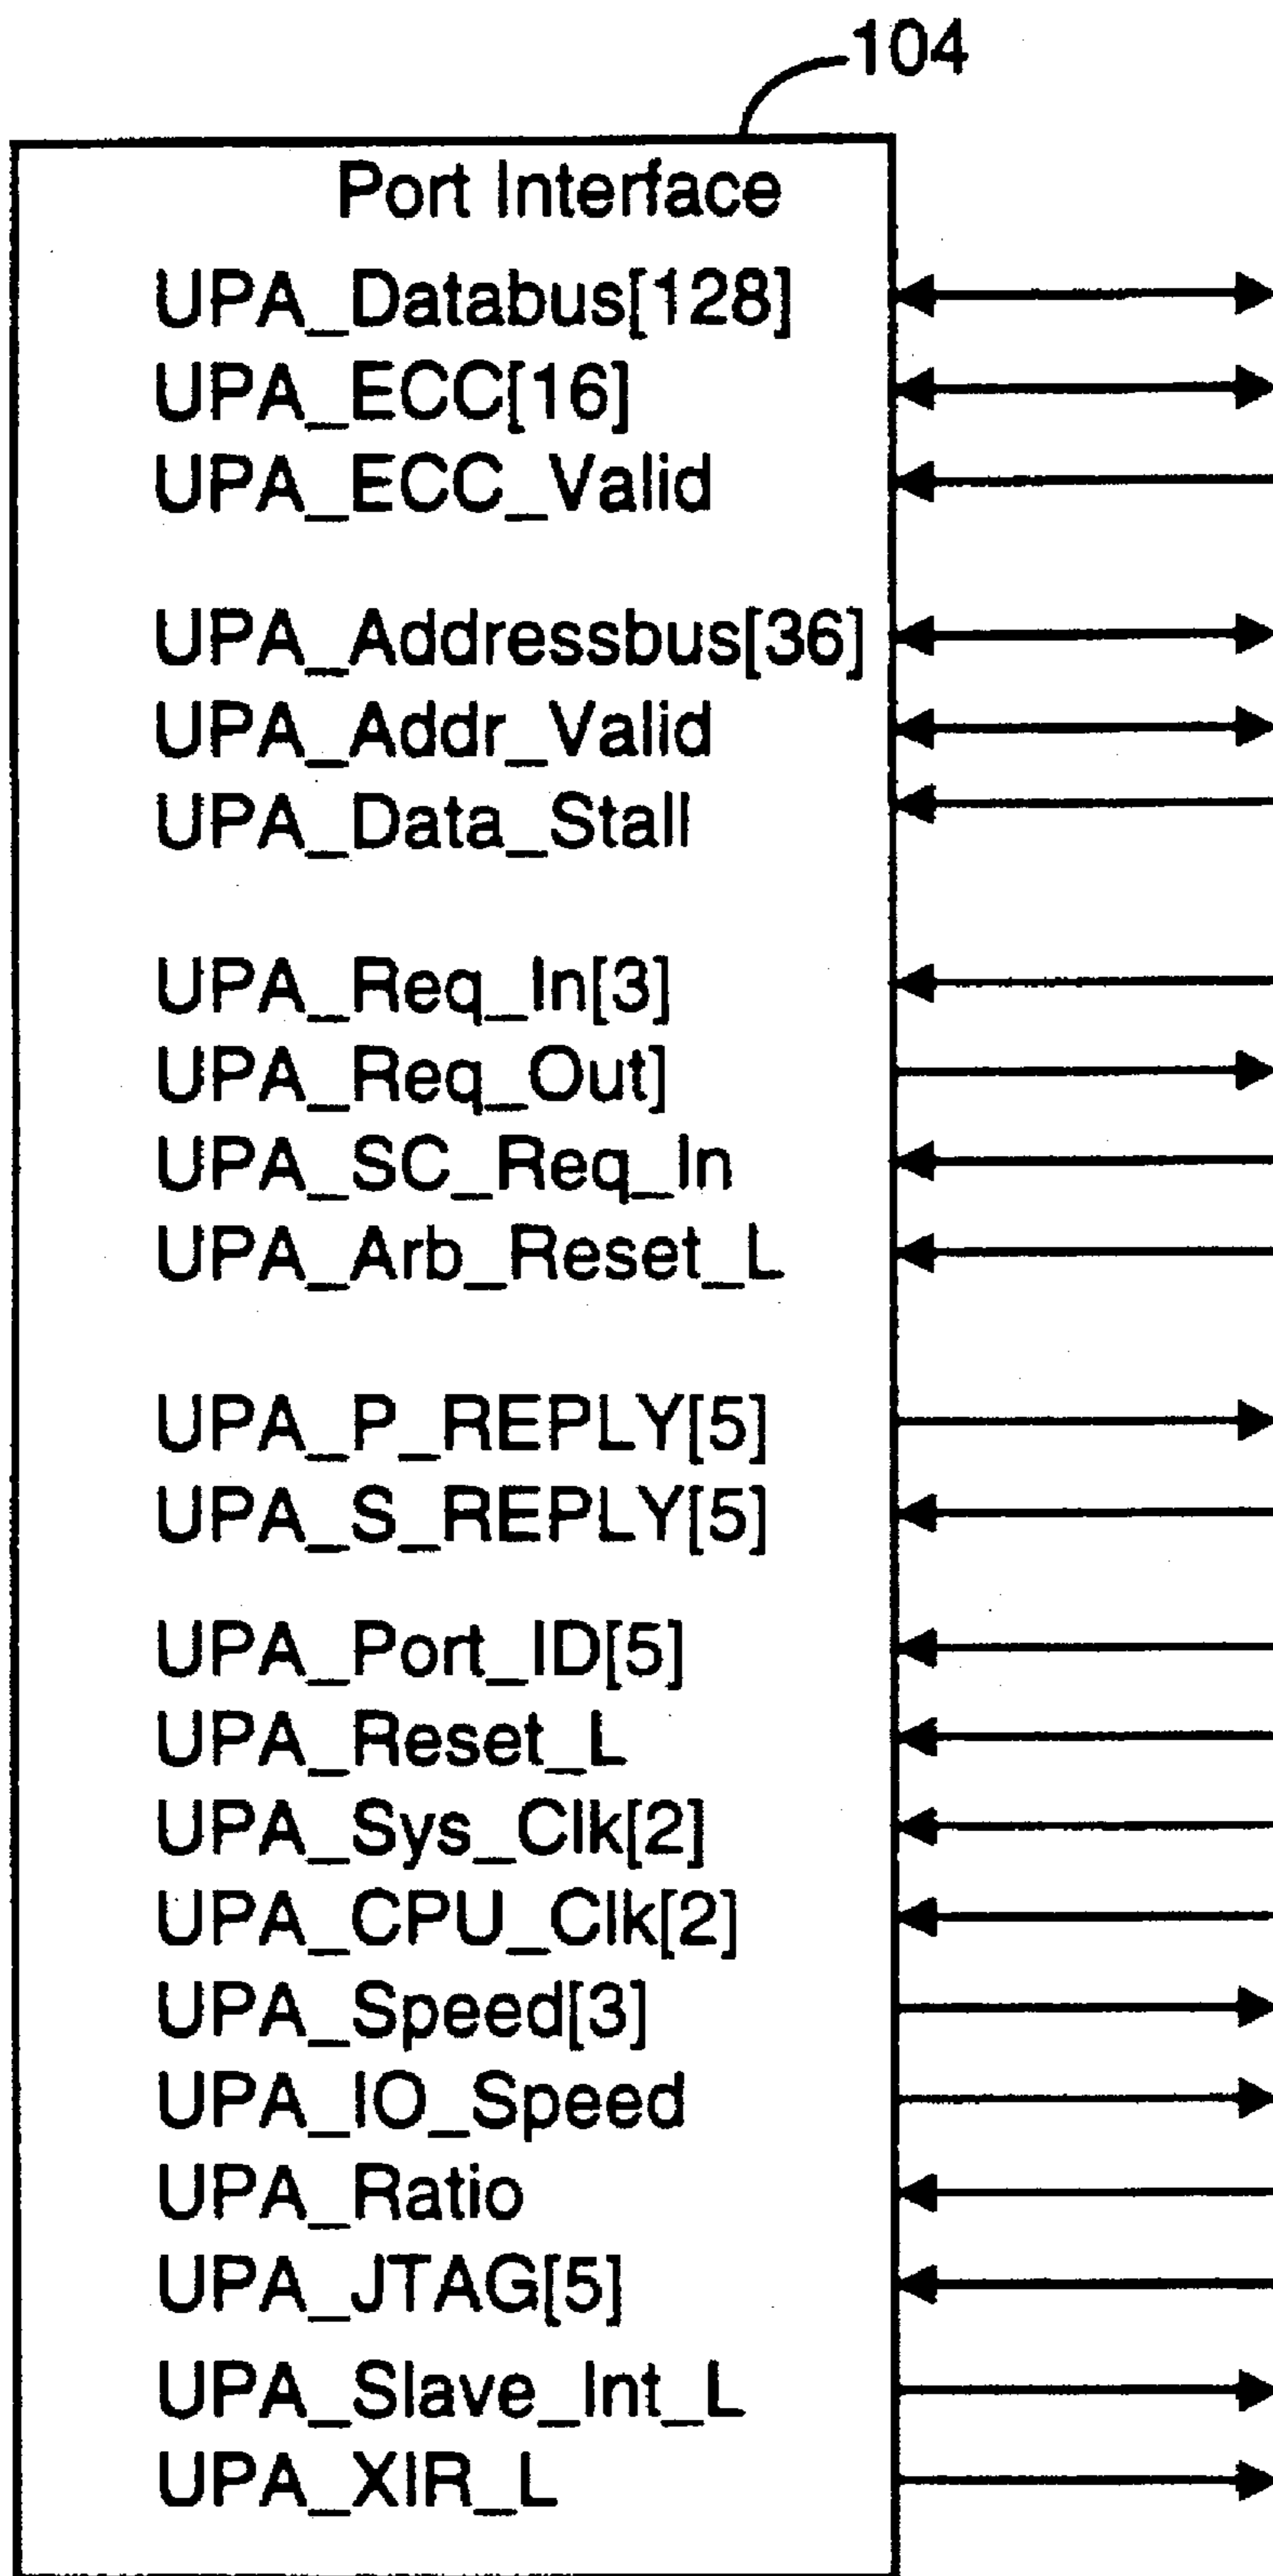 104
Port Interface
UPA_Databus[128]
UPA_ECC[16]
UPA_ECC_Valid
UPA_Addressbus[36]
UPA_Addr_Valid
UPA_Data_Stall
UPA_Req_In[3]
UPA_Req_Out]
UPA_SC_Req_In
UPA_Arb_Reset_L
UPA_P_REPLY[5]
UPA_S_REPLY[5]
UPA_Port_ID[5]
UPA_Reset_L
UPA_Sys_Clk[2]
UPA_CPU_Clk[2]
UPA_Speed[3]
UPA_IO_Speed
UPA_Ratio
UPA_JTAG[5]
UPA_Slave_Int_L
UPA_XIR_L